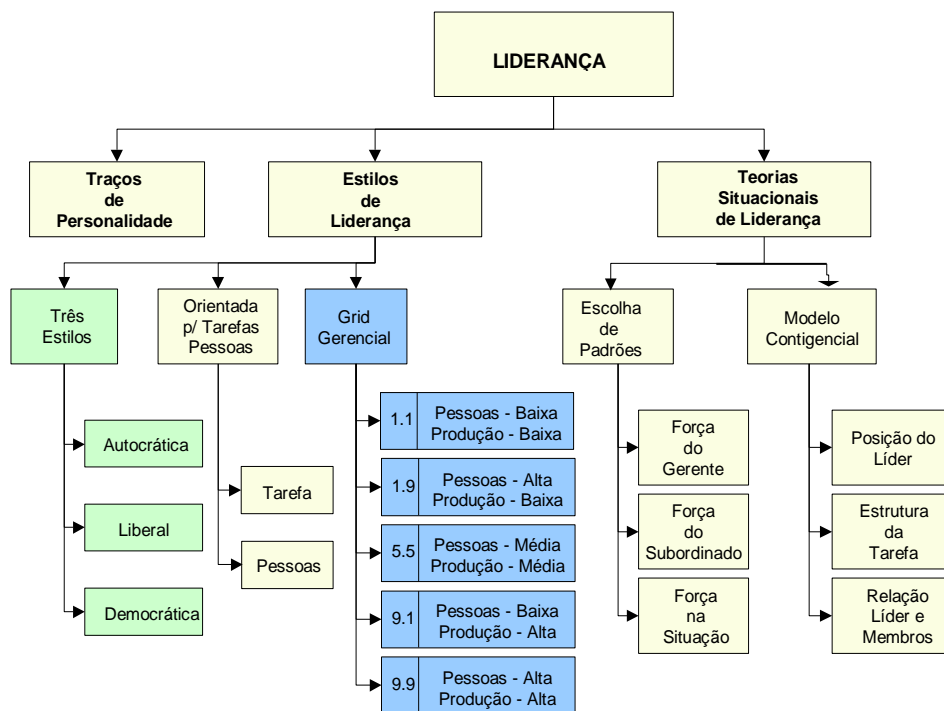 LIDERANÇA
Traços
de
Personalidade
Estilos
de
Liderança
Teorias
Situacionais
de Liderança
Três
Estilos
Orientada
p/ Tarefas
Pessoas
Grid
Gerencial
Escolha
de
Padrões
Modelo
Contigencial
Autocrática
Liberal
Democrática
Tarefa
Pessoas
1.1
Pessoas - Baixa
Produção - Baixa
1.9
Pessoas - Alta
Produção - Baixa
5.5
Pessoas - Média
Produção - Média
9.1
Pessoas - Baixa
Produção - Alta
9.9
Pessoas - Alta
Produção - Alta
Força
do
Gerente
Força
do
Subordinado
Força
na
Situação
Posição do
Líder
Estrutura
da
Tarefa
Relação
Líder e
Membros